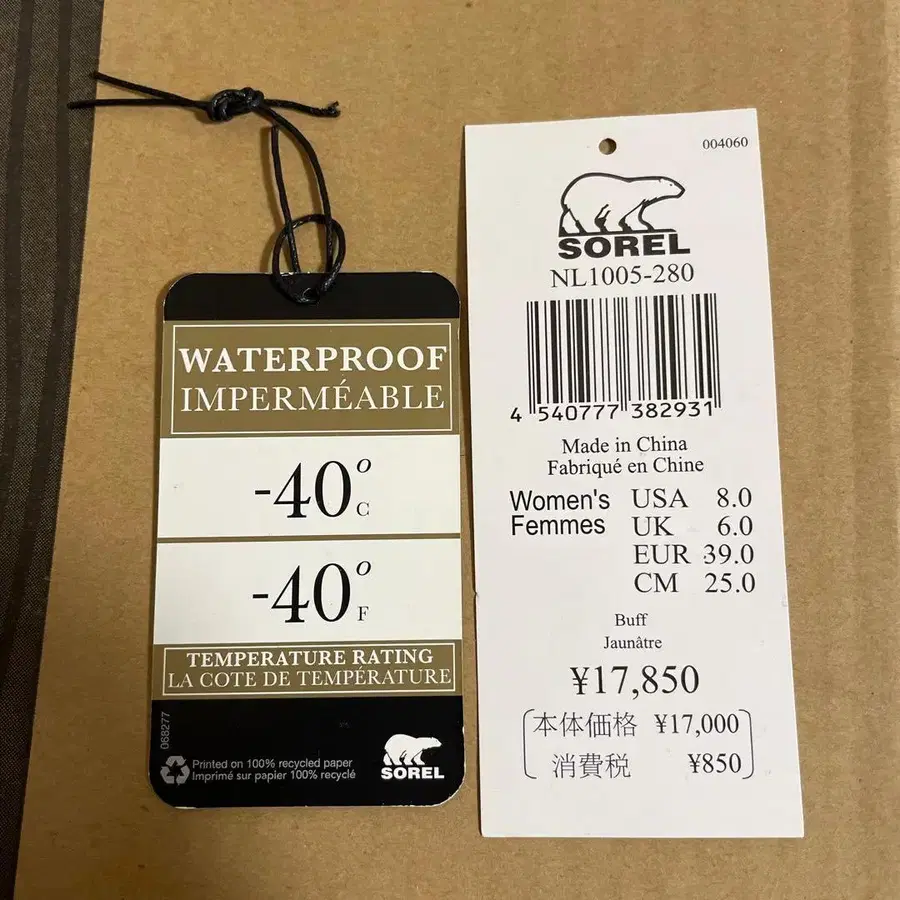 WATERPROOF
IMPERMÉABLE
-40°C
-40°F
TEMPERATURE RATING
LA COTE DE TEMPÉRATURE
068277
Printed on 100% recycled paper
Imprimé sur papier 100% recyclé
SOREL
004060
SOREL
NL1005-280
4 540777 382931
Made in China
Fabriqué en Chine
Women's USA 8.0
Femmes UK 6.0
EUR 39.0
CM 25.0
Buff
Jaunâtre
¥17,850
本体価格 ¥17,000
消費税 ¥850